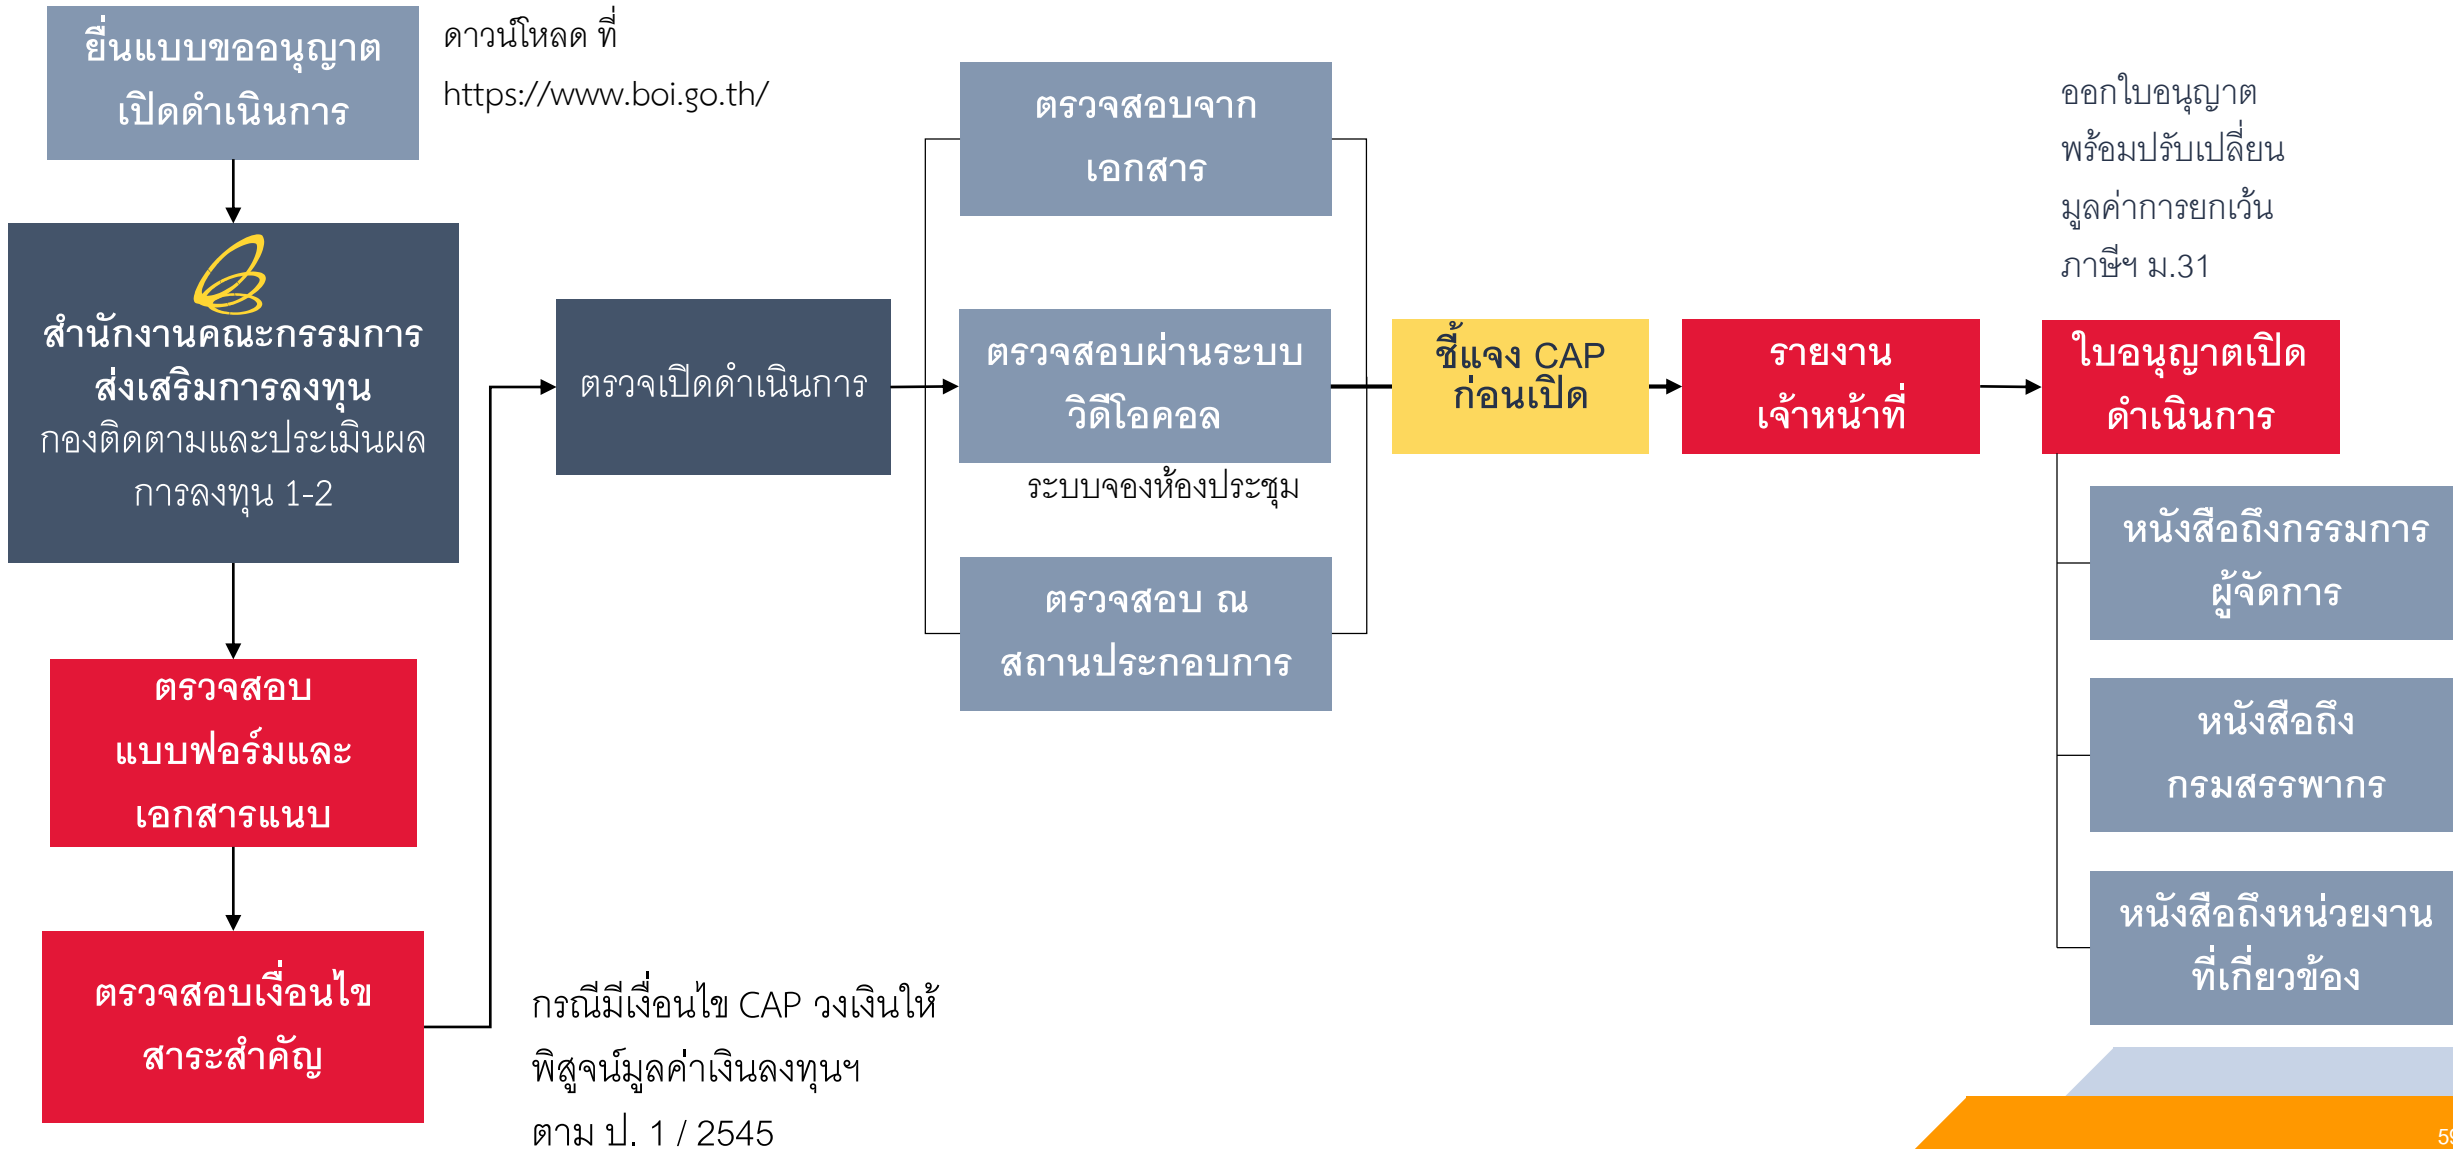 ยื่นแบบขออนุญาต
เปิดดำเนินการ
ดาวน์โหลด ที่
https://www.boi.go.th/
สำนักงานคณะกรรมการ
ส่งเสริมการลงทุน
กองติดตามและประเมินผล
การลงทุน 1-2
ตรวจสอบ
แบบฟอร์มและ
เอกสารแนบ
ตรวจสอบเงื่อนไข
สาระสำคัญ
กรณีมีเงื่อนไข CAP วงเงินให้
พิสูจน์มูลค่าเงินลงทุนฯ
ตาม ป. 1 / 2545
ตรวจเปิดดำเนินการ
ตรวจสอบจาก
เอกสาร
ตรวจสอบผ่านระบบ
วิดีโอคอล
ระบบจองห้องประชุม
ตรวจสอบ ณ
สถานประกอบการ
ชี้แจง CAP
ก่อนเปิด
รายงาน
เจ้าหน้าที่
ออกใบอนุญาต
พร้อมปรับเปลี่ยน
มูลค่าการยกเว้น
ภาษีฯ ม.31
ใบอนุญาตเปิด
ดำเนินการ
หนังสือถึงกรรมการ
ผู้จัดการ
หนังสือถึง
กรมสรรพากร
หนังสือถึงหน่วยงาน
ที่เกี่ยวข้อง
59